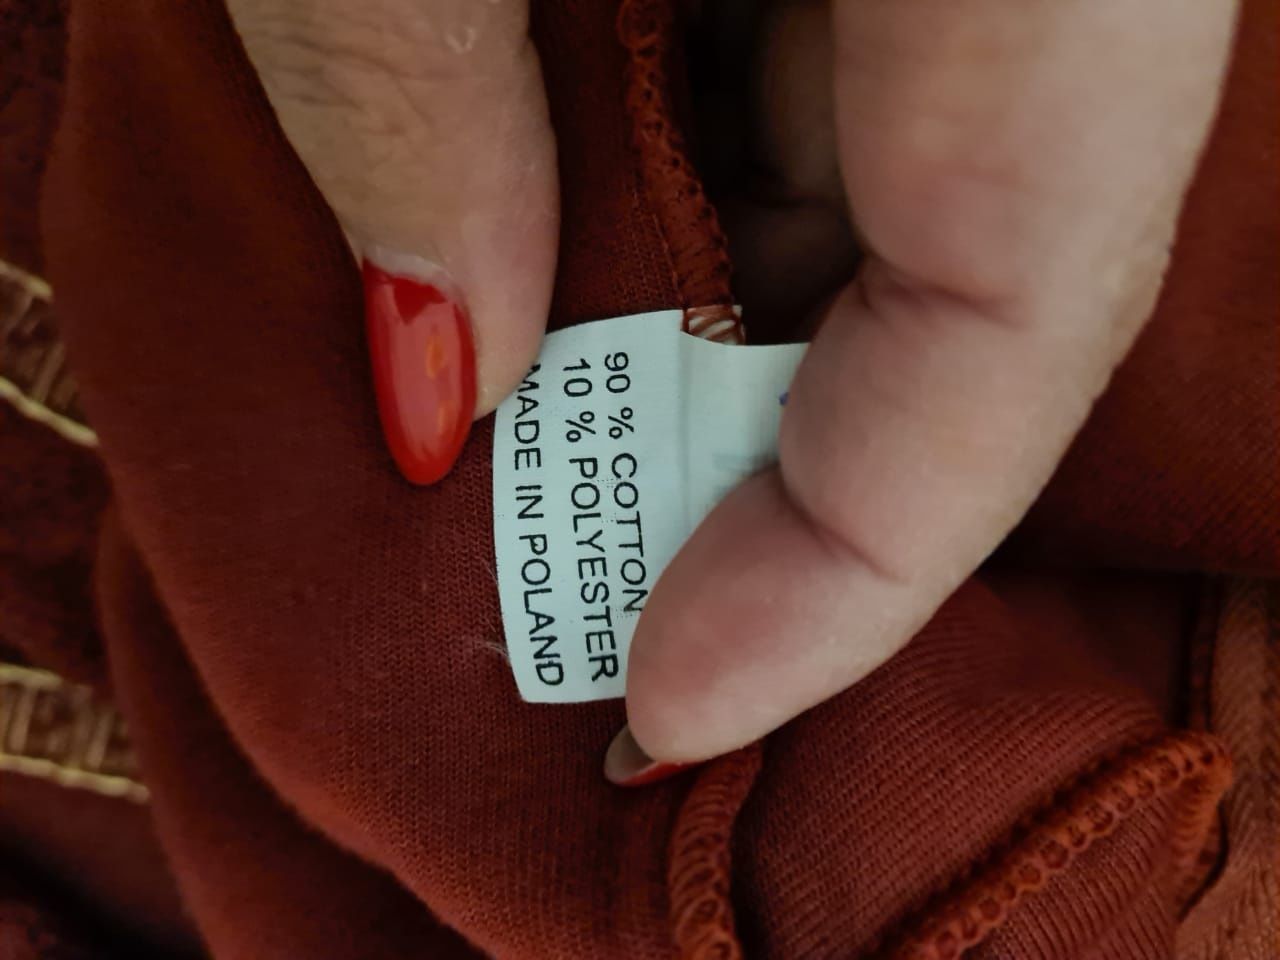 90 % COTTON
10 % POLYESTER
MADE IN POLAND